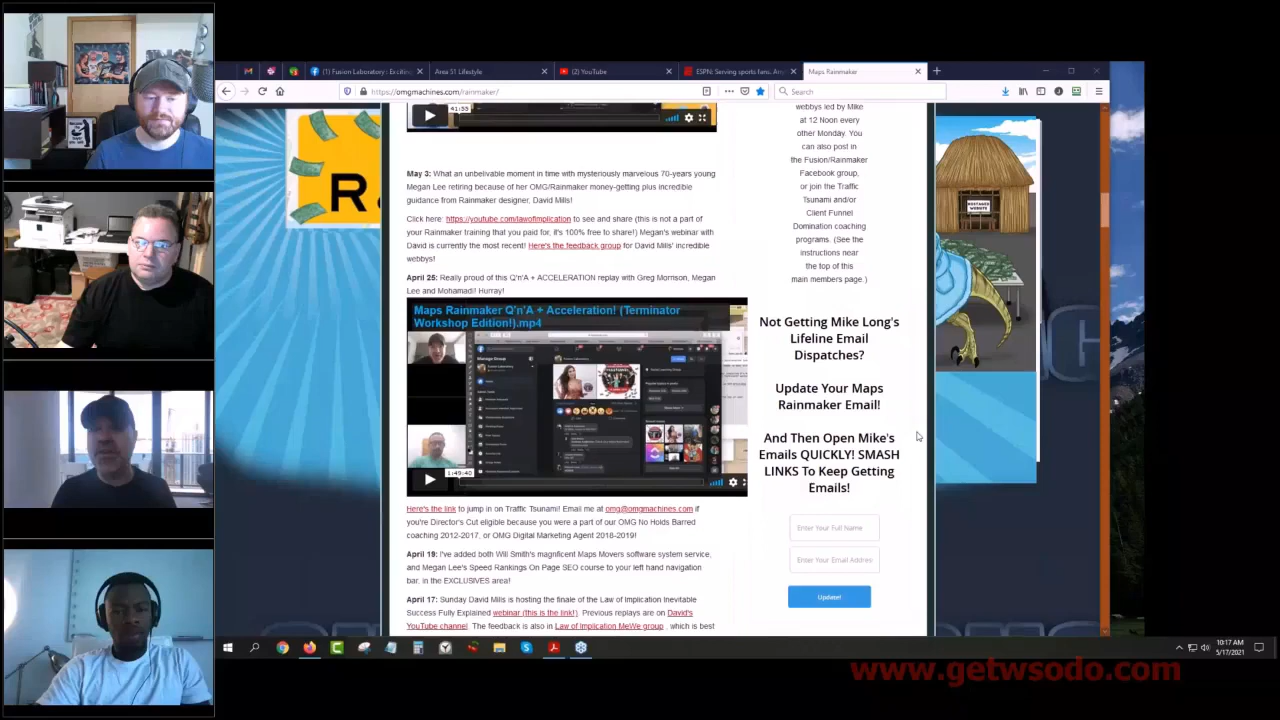 (1) Fusion Laboratory : Exciting
Area 51 Lifestyle
(2) YouTube
ESPN: Serving sports fans. Any
Maps Rainmaker
https://omgmachines.com/rainmaker/
Search
41:55
May 3: What an unbelivable moment in time with mysteriously marvelous 70-years young
Megan Lee retiring because of her OMG/Rainmaker money-getting plus incredible
guidance from Rainmaker designer, David Mills!
Click here: https://youtube.com/lawofimplication to see and share (this is not a part of
your Rainmaker training that you paid for, it's 100% free to share!) Megan's webinar with
David is currently the most recent! Here's the feedback group for David Mills' incredible
webbys!
April 25: Really proud of this Q'n'A + ACCELERATION replay with Greg Morrison, Megan
Lee and Mohamadi! Hurray!
Maps Rainmaker Q'n'A + Acceleration! (Terminator
Workshop Edition!).mp4
Manage Group
1:49:40
Here's the link to jump in on Traffic Tsunami! Email me at omg@omgmachines.com if
you're Director's Cut eligible because you were a part of our OMG No Holds Barred
coaching 2012-2017, or OMG Digital Marketing Agent 2018-2019!
April 19: I've added both Will Smith's magnificent Maps Movers software system service,
and Megan Lee's Speed Rankings On Page SEO course to your left hand navigation
bar, in the EXCLUSIVES area!
April 17: Sunday David Mills is hosting the finale of the Law of Implication Inevitable
Success Fully Explained webinar (this is the link!). Previous replays are on David's
YouTube channel. The feedback is also in Law of Implication MeWe group , which is best
webbys led by Mike
at 12 Noon every
other Monday. You
can also post in
the Fusion/Rainmaker
Facebook group,
or join the Traffic
Tsunami and/or
Client Funnel
Domination coaching
programs. (See the
instructions near
the top of this
main members page.)
Not Getting Mike Long's
Lifeline Email
Dispatches?
Update Your Maps
Rainmaker Email!
And Then Open Mike's
Emails QUICKLY! SMASH
LINKS To Keep Getting
Emails!
Enter Your Full Name
Enter Your Email Address
Update!
R
10:17 AM
5/17/2021
www.getwsodo.com